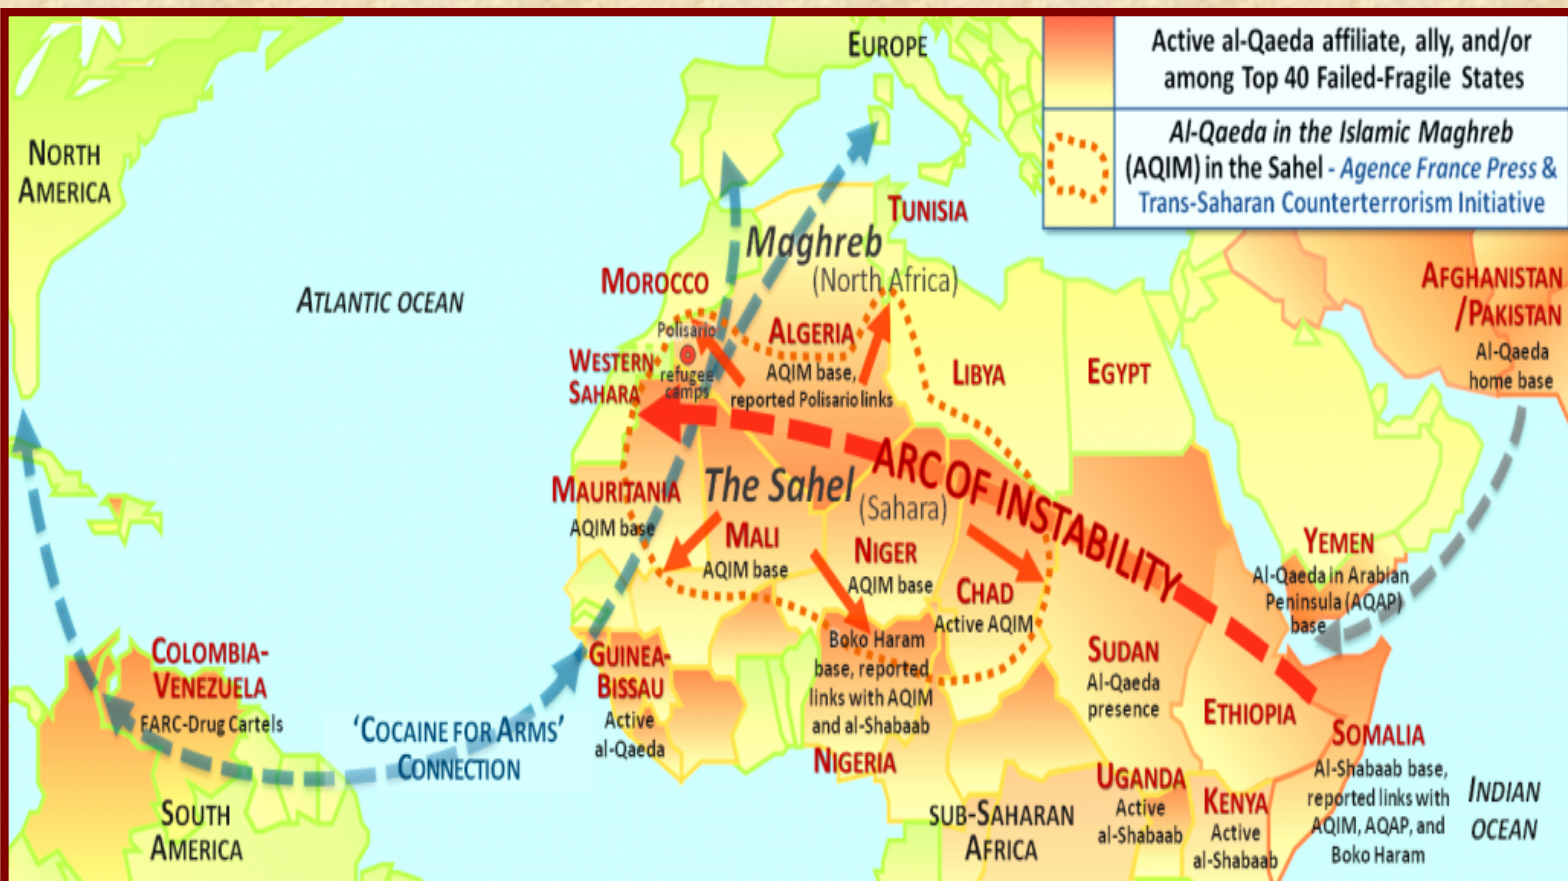 EUROPE
Active al-Qaeda affiliate, ally, and/or
among Top 40 Failed-Fragile States
Al-Qaeda in the Islamic Maghreb
(AQIM) in the Sahel - Agence France Press &
Trans-Saharan Counterterrorism Initiative
NORTH
AMERICA
TUNISIA
Maghreb
(North Africa)
MOROCCO
ATLANTIC OCEAN
AFGHANISTAN
/PAKISTAN
Al-Qaeda
home base
Polisario
refugee
camps
ALGERIA
AQIM base,
reported Polisario links
WESTERN
SAHARA
LIBYA
EGYPT
ARC OF INSTABILITY
The Sahel
(Sahara)
MAURITANIA
AQIM base
MALI
AQIM base
NIGER
AQIM base
CHAD
Active AQIM
YEMEN
Al-Qaeda in Arabian
Peninsula (AQAP)
base
COLOMBIA-
VENEZUELA
FARC-Drug Cartels
'COCAINE FOR ARMS'
CONNECTION
GUINEA-
BISSAU
Active
al-Qaeda
Boko Haram
base, reported
links with AQIM
and al-Shabaab
NIGERIA
SUDAN
Al-Qaeda
presence
ETHIOPIA
SOMALIA
Al-Shabaab base,
reported links with
AQIM, AQAP, and
Boko Haram
UGANDA
Active
al-Shabaab
KENYA
Active
al-Shabaab
INDIAN
OCEAN
SOUTH
AMERICA
SUB-SAHARAN
AFRICA